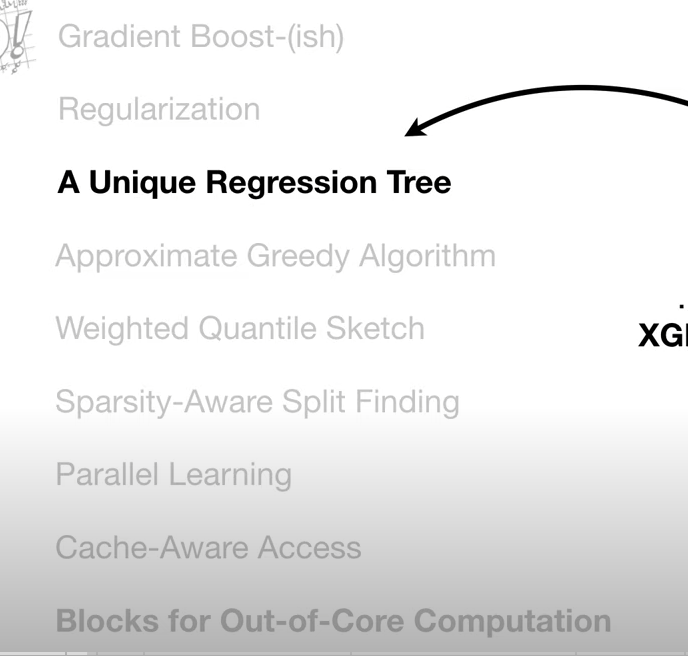 Gradient Boost-(ish)
Regularization
A Unique Regression Tree
Approximate Greedy Algorithm
Weighted Quantile Sketch
XG
Sparsity-Aware Split Finding
Parallel Learning
Cache-Aware Access
Blocks for Out-of-Core Computation